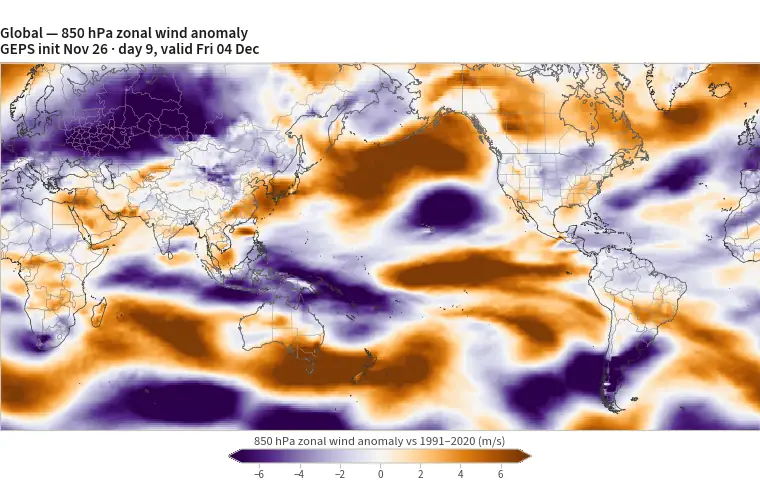 Global — 850 hPa zonal wind anomaly
GEPS init Nov 26 · day 9, valid Fri 04 Dec
850 hPa zonal wind anomaly vs 1991–2020 (m/s)
−6 −4 −2 0 2 4 6